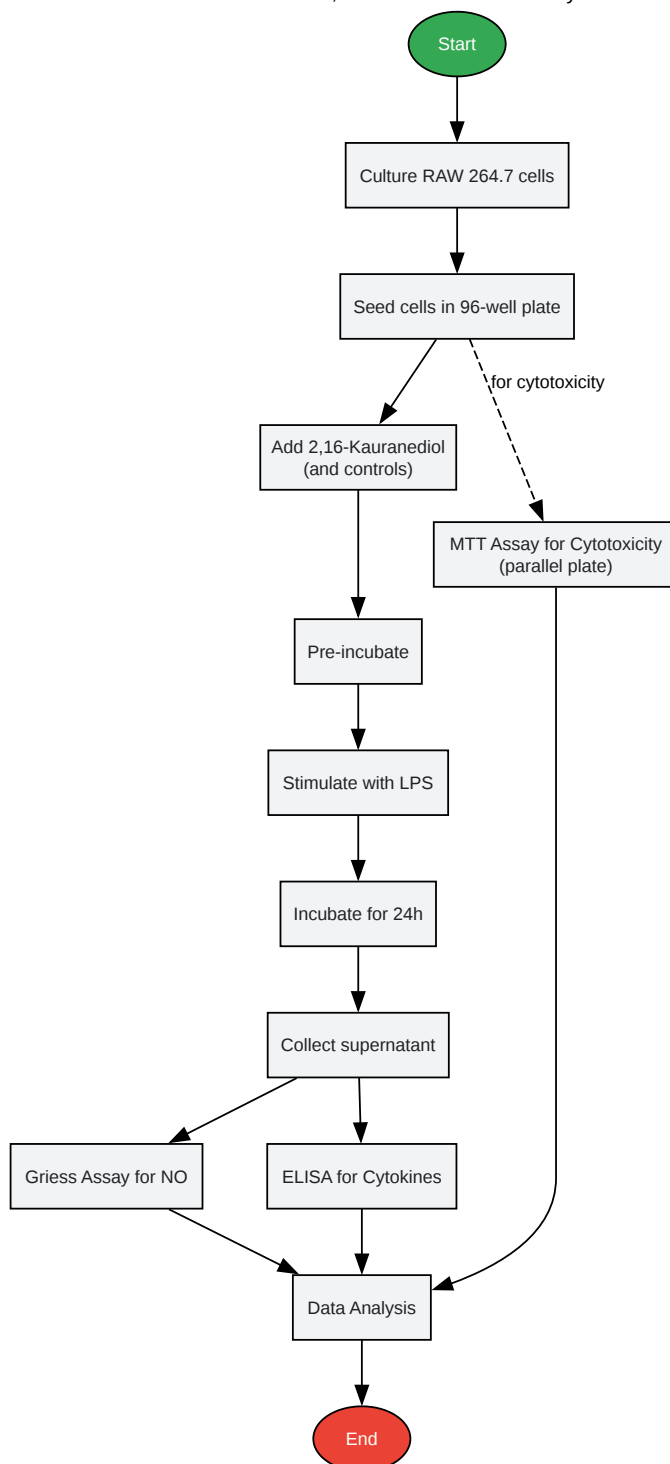 Start
Culture RAW 264.7 cells
Seed cells in 96-well plate
for cytotoxicity
Add 2,16-Kauranediol
(and controls)
MTT Assay for Cytotoxicity
(parallel plate)
Pre-incubate
Stimulate with LPS
Incubate for 24h
Collect supernatant
Griess Assay for NO
ELISA for Cytokines
Data Analysis
End